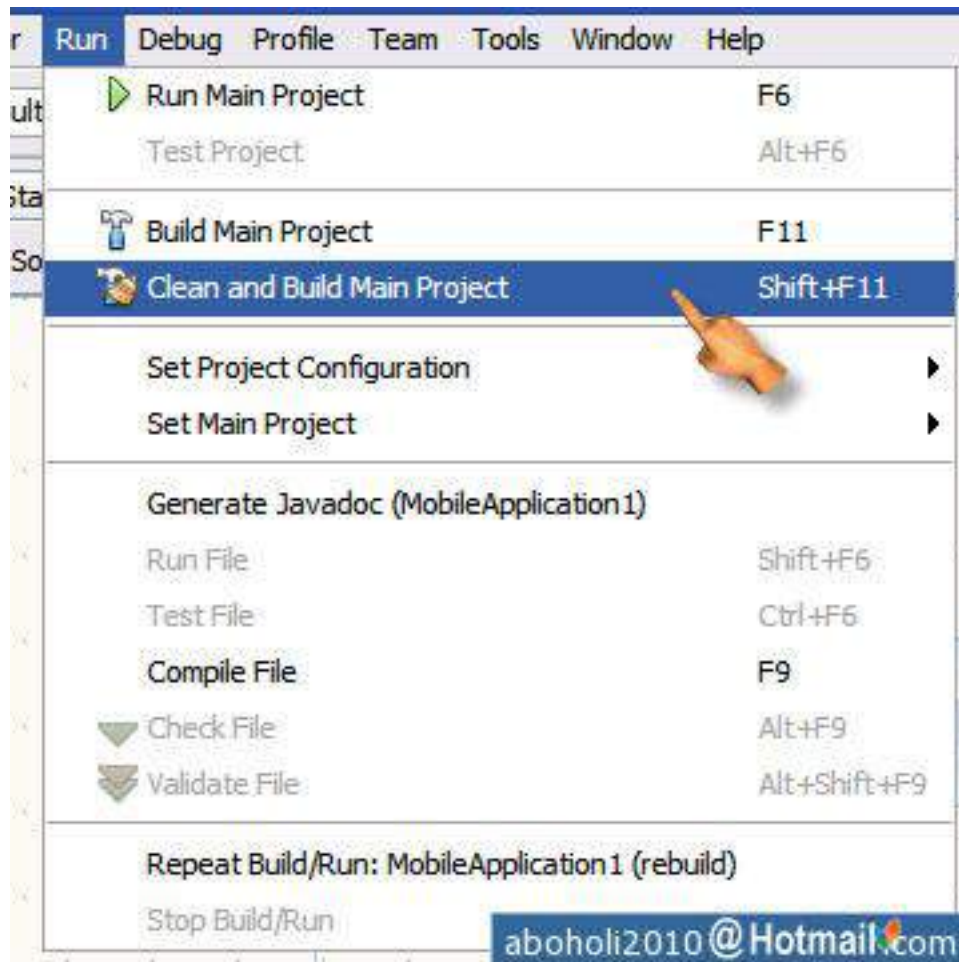 r Run Debug Profile Team Tools Window Help
ult
Run Main Project F6
Test Project Alt+F6
Sta
Build Main Project F11
So
Clean and Build Main Project Shift+F11
Set Project Configuration
Set Main Project
Generate Javadoc (MobileApplication1)
Run File Shift+F6
Test File Ctrl+F6
Compile File F9
Check File Alt+F9
Validate File Alt+Shift+F9
Repeat Build/Run: MobileApplication1 (rebuild)
Stop Build/Run
aboholi2010@Hotmail.com